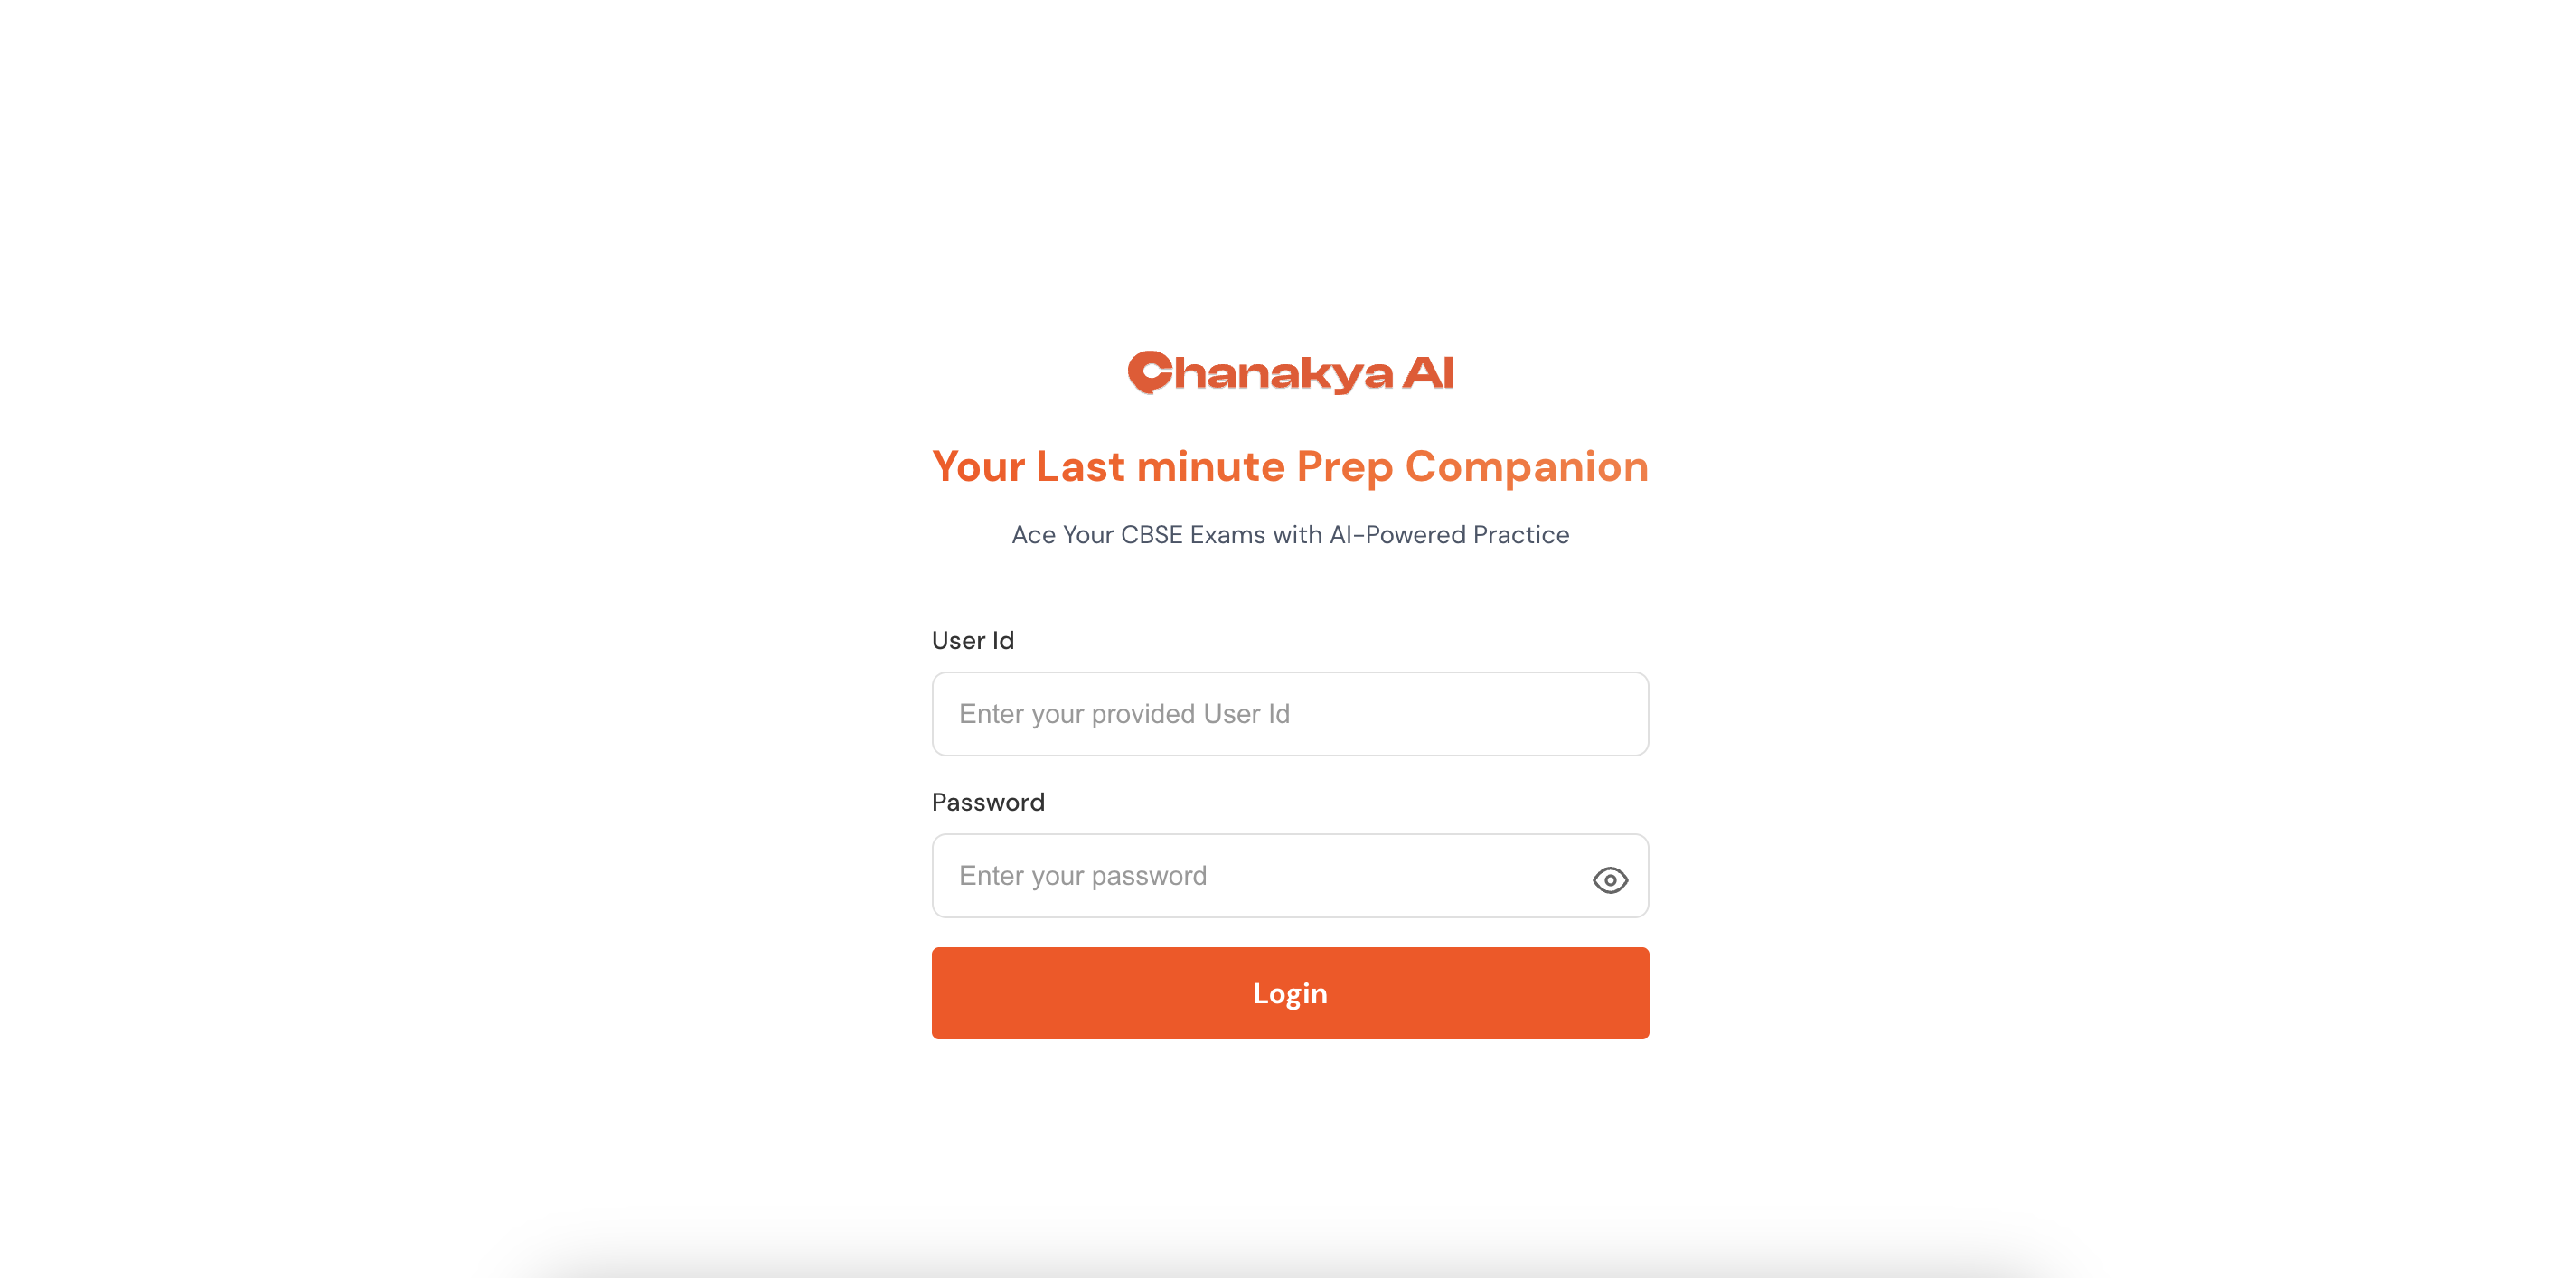 Chanakya AI
Your Last minute Prep Companion
Ace Your CBSE Exams with AI-Powered Practice
User Id
Enter your provided User Id
Password
Enter your password
Login